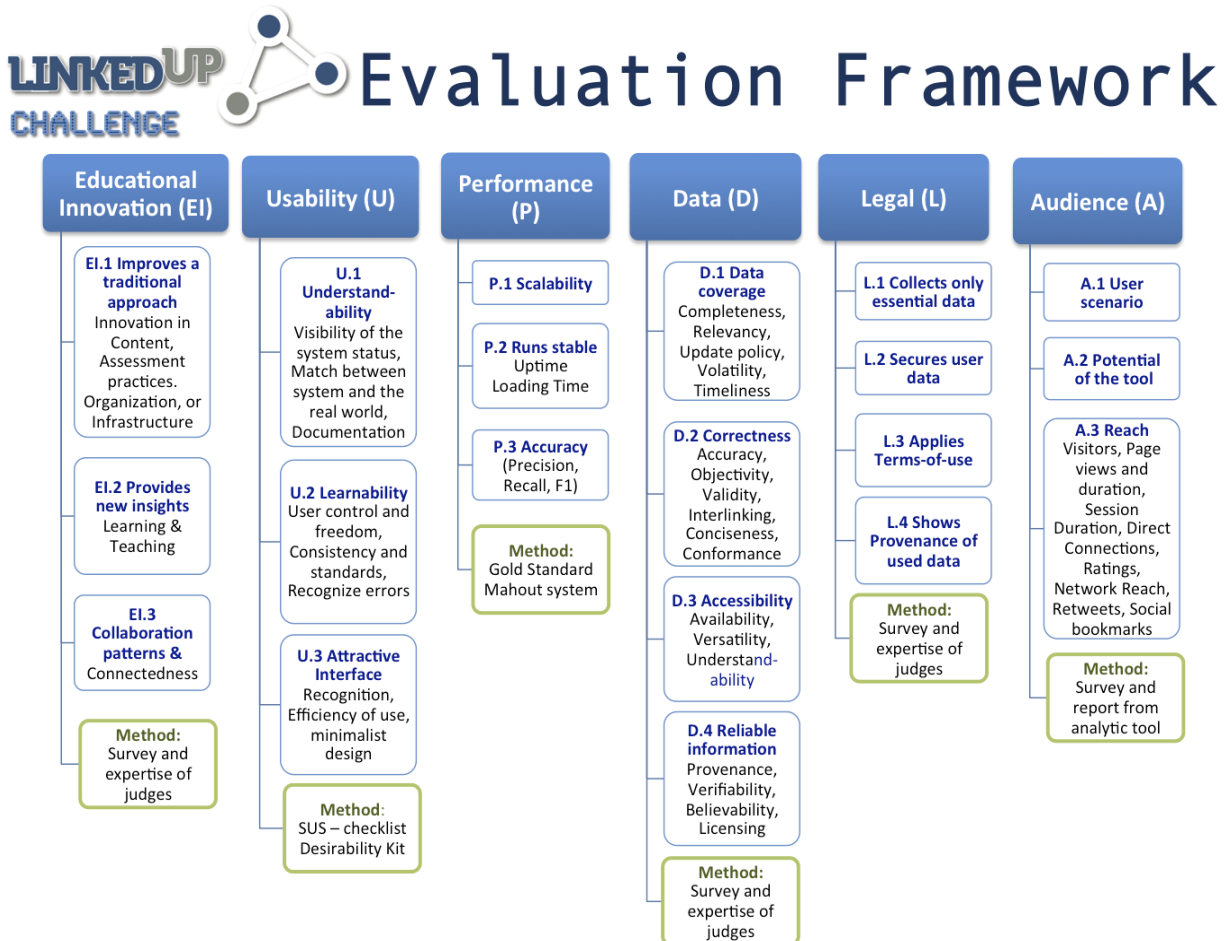 LINKEDUP
CHALLENGE
Evaluation Framework
Educational
Innovation (EI)
EI.1 Improves a
traditional
approach
Innovation in
Content,
Assessment
practices.
Organization, or
Infrastructure
EI.2 Provides
new insights
Learning &
Teaching
EI.3
Collaboration
patterns &
Connectedness
Method:
Survey and
expertise of
judges
Usability (U)
U.1
Understand-
ability
Visibility of the
system status,
Match between
system and the
real world,
Documentation
U.2 Learnability
User control and
freedom,
Consistency and
standards,
Recognize errors
U.3 Attractive
Interface
Recognition,
Efficiency of use,
minimalist
design
Method:
SUS – checklist
Desirability Kit
Performance
(P)
P.1 Scalability
P.2 Runs stable
Uptime
Loading Time
P.3 Accuracy
(Precision,
Recall, F1)
Method:
Gold Standard
Mahout system
Data (D)
D.1 Data
coverage
Completeness,
Relevancy,
Update policy,
Volatility,
Timeliness
D.2 Correctness
Accuracy,
Objectivity,
Validity,
Interlinking,
Conciseness,
Conformance
D.3 Accessibility
Availability,
Versatility,
Understand-
ability
D.4 Reliable
information
Provenance,
Verifiability,
Believability,
Licensing
Method:
Survey and
expertise of
judges
Legal (L)
L.1 Collects only
essential data
L.2 Secures user
data
L.3 Applies
Terms-of-use
L.4 Shows
Provenance of
used data
Method:
Survey and
expertise of
judges
Audience (A)
A.1 User
scenario
A.2 Potential
of the tool
A.3 Reach
Visitors, Page
views and
duration,
Session
Duration, Direct
Connections,
Ratings,
Network Reach,
Retweets, Social
bookmarks
Method:
Survey and
report from
analytic tool